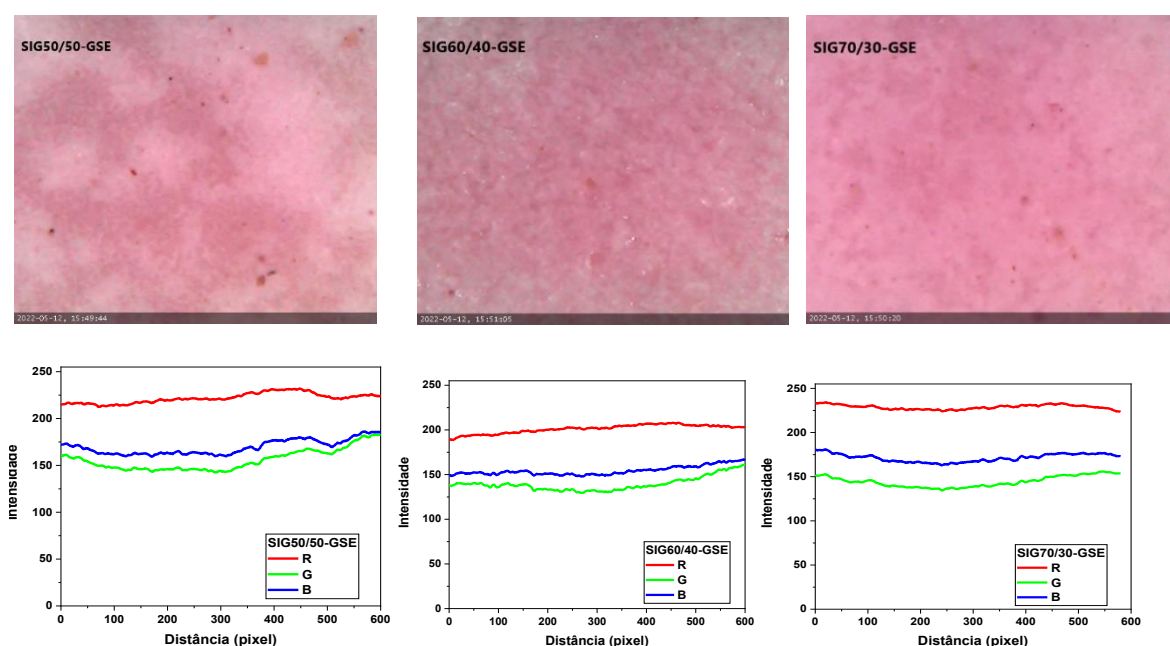 SIG50/50-GSE
SIG60/40-GSE
SIG70/30-GSE
2022-05-12, 15:49:44
2022-05-12, 15:51:05
2022-05-12, 15:50:20
250
200
150
100
50
0
Intensidade
SIG50/50-GSE
R
G
B
0 100 200 300 400 500 600
Distância (pixel)
250
200
150
100
50
0
Intensidade
SIG60/40-GSE
R
G
B
0 100 200 300 400 500 600
Distância (pixel)
250
200
150
100
50
0
Intensidade
SIG70/30-GSE
R
G
B
0 100 200 300 400 500 600
Distância (pixel)